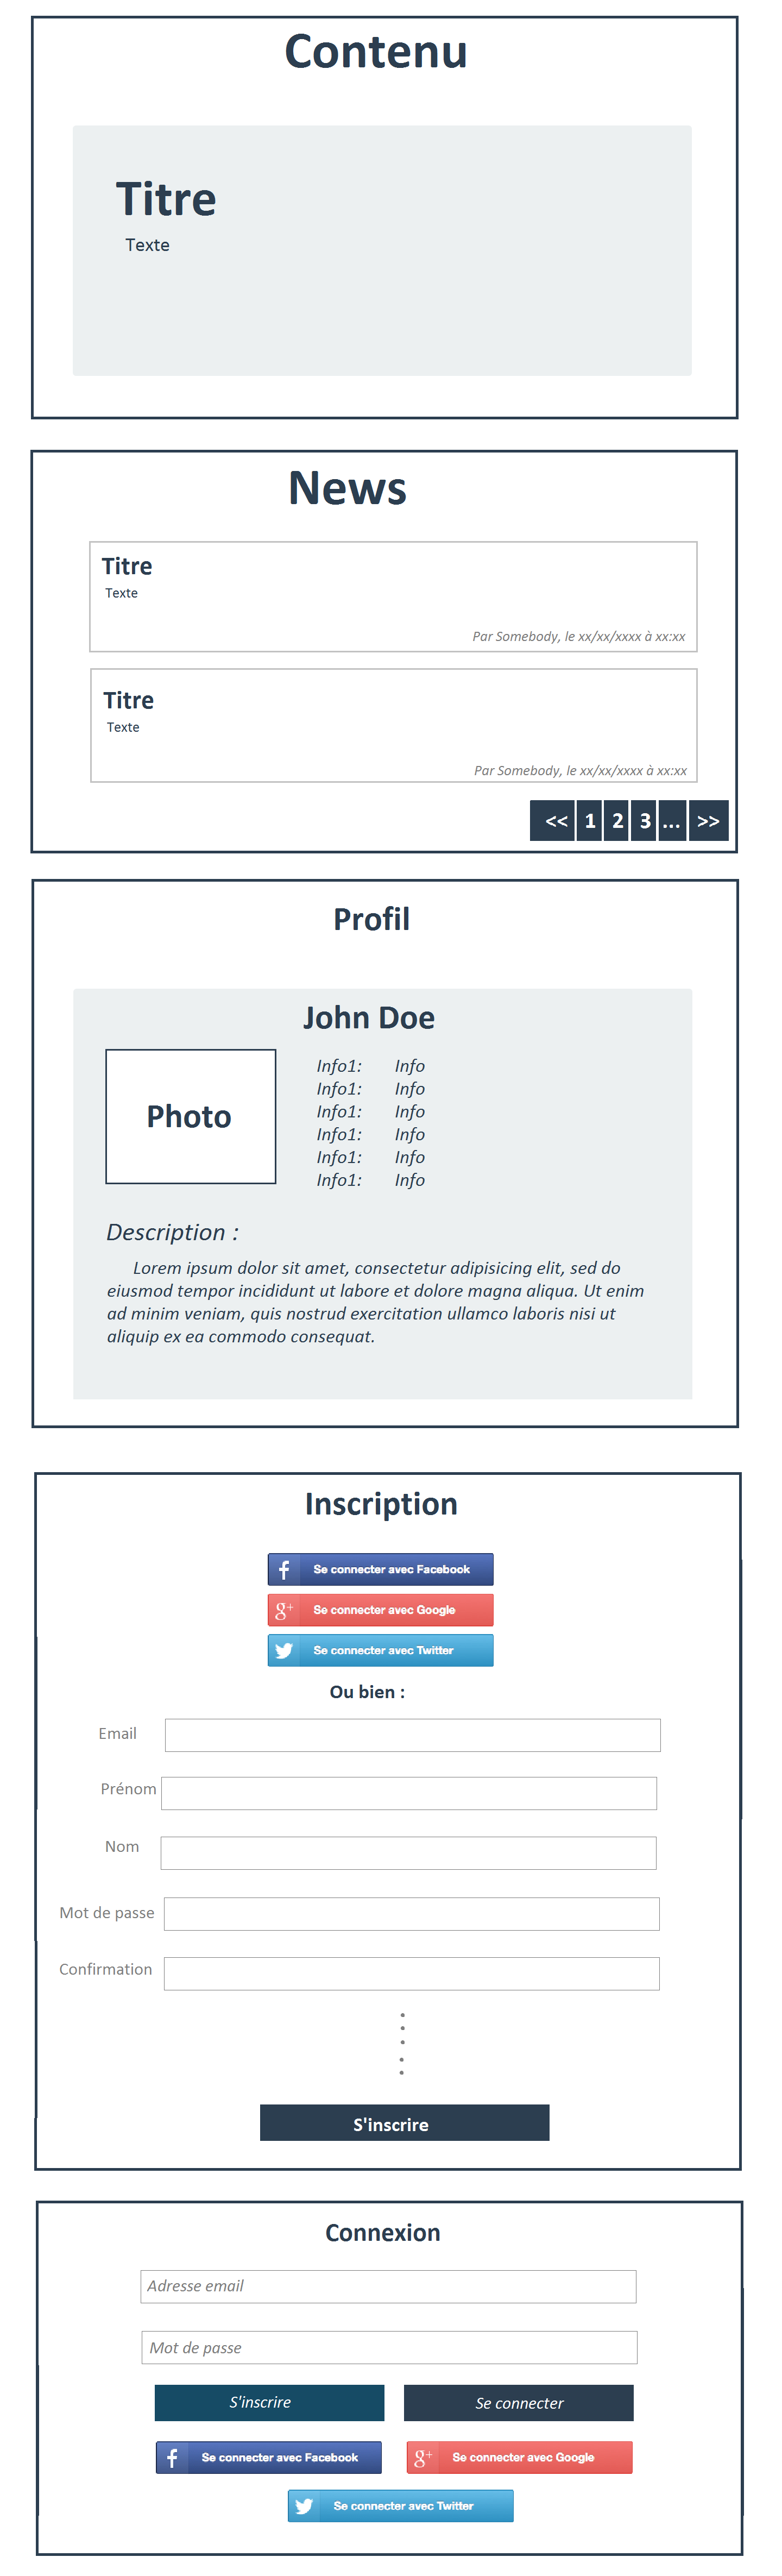 Contenu
Titre
Texte
News
Titre
Texte
Par Somebody, le xx/xx/xxxx à xx:xx
Titre
Texte
Par Somebody, le xx/xx/xxxx à xx:xx
<< 1 2 3 ... >>
Profil
John Doe
Photo
Info1: Info
Info1: Info
Info1: Info
Info1: Info
Info1: Info
Info1: Info
Description :
Lorem ipsum dolor sit amet, consectetur adipisicing elit, sed do
eiusmod tempor incididunt ut labore et dolore magna aliqua. Ut enim
ad minim veniam, quis nostrud exercitation ullamco laboris nisi ut
aliquip ex ea commodo consequat.
Inscription
f Se connecter avec Facebook
g+ Se connecter avec Google
Se connecter avec Twitter
Ou bien :
Email
Prénom
Nom
Mot de passe
Confirmation
S'inscrire
Connexion
Adresse email
Mot de passe
S'inscrire Se connecter
f Se connecter avec Facebook g+ Se connecter avec Google
Se connecter avec Twitter